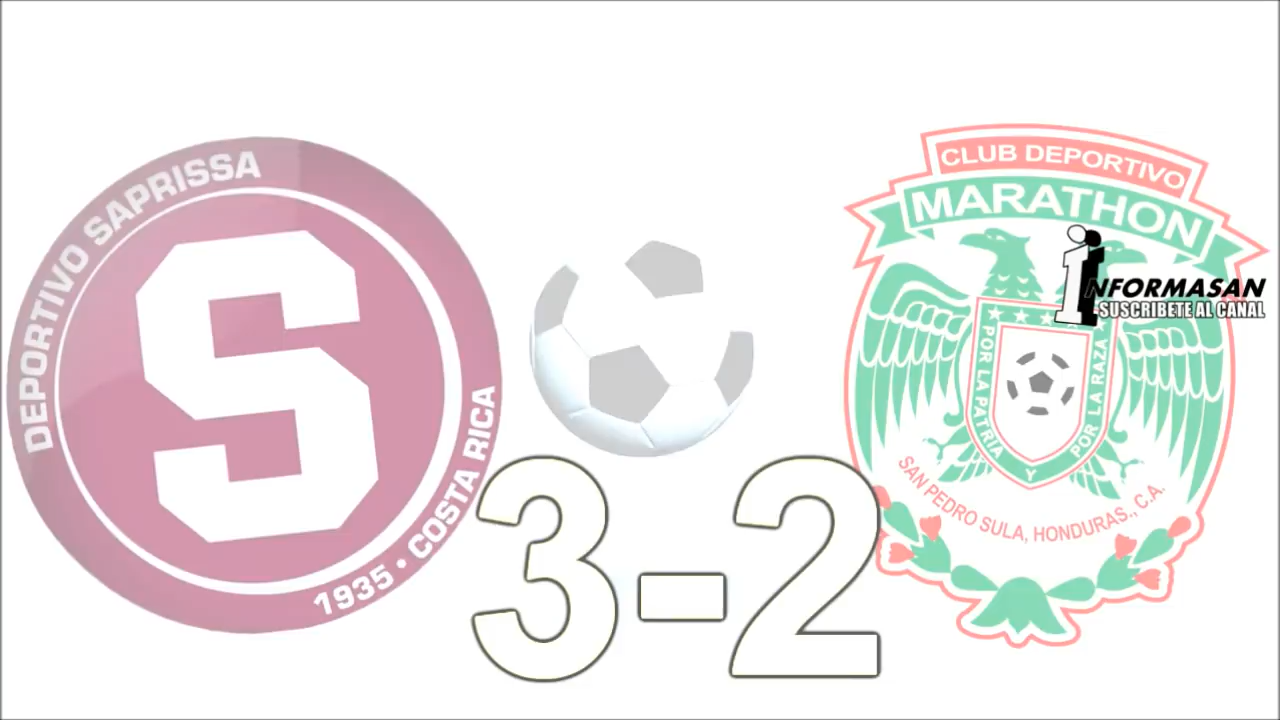 DEPORTIVO SAPRISSA
S
1935 • COSTA RICA
3-2
CLUB DEPORTIVO
MARATHON
POR LA PATRIA Y POR LA RAZA
SAN PEDRO SULA, HONDURAS., C.A.
INFORMASAN
SUSCRIBETE AL CANAL